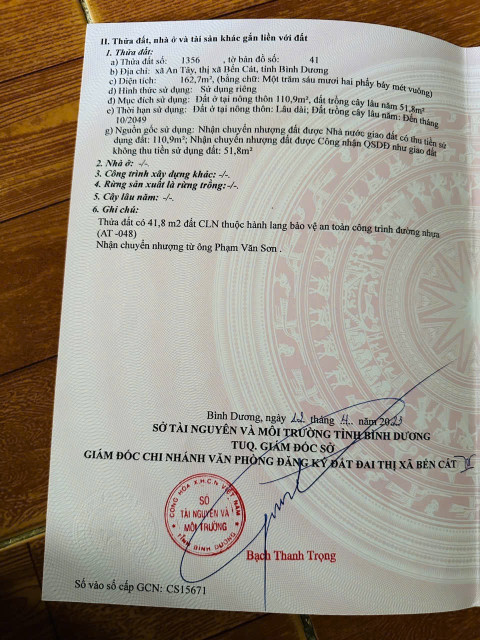 II. Thửa đất, nhà ở và tài sản khác gắn liền với đất
1. Thửa đất:
a) Thửa đất số: 1356 , tờ bản đồ số: 41
b) Địa chỉ: xã An Tây, thị xã Bến Cát, tỉnh Bình Dương
c) Diện tích: 162,7m², (bằng chữ: Một trăm sáu mươi hai phẩy bảy mét vuông)
d) Hình thức sử dụng: Sử dụng riêng
đ) Mục đích sử dụng: Đất ở tại nông thôn 110,9m², đất trồng cây lâu năm 51,8m²
e) Thời hạn sử dụng: Đất ở tại nông thôn: Lâu dài; Đất trồng cây lâu năm: Đến tháng
10/2049
g) Nguồn gốc sử dụng: Nhận chuyển nhượng đất được Nhà nước giao đất có thu tiền sử
dụng đất: 110,9m²; Nhận chuyển nhượng đất được Công nhận QSDĐ như giao đất
không thu tiền sử dụng đất: 51,8m²
2. Nhà ở: -/-.
3. Công trình xây dựng khác: -/-.
4. Rừng sản xuất là rừng trồng: -/-.
5. Cây lâu năm: -/-.
6. Ghi chú:
Thửa đất có 41,8 m2 đất CLN thuộc hành lang bảo vệ an toàn công trình đường nhựa
(AT -048)
Nhận chuyển nhượng từ ông Phạm Văn Sơn .
Bình Dương, ngày tháng năm 2023
SỞ TÀI NGUYÊN VÀ MÔI TRƯỜNG TỈNH BÌNH DƯƠNG
TUQ. GIÁM ĐỐC SỞ
GIÁM ĐỐC CHI NHÁNH VĂN PHÒNG ĐĂNG KÝ ĐẤT ĐAI THỊ XÃ BẾN CÁT
CỘNG HÒA X.H.C.N VIỆT NAM
SỞ
TÀI NGUYÊN VÀ
MÔI TRƯỜNG
TỈNH BÌNH DƯƠNG
Bạch Thanh Trọng
Số vào sổ cấp GCN: CS15671